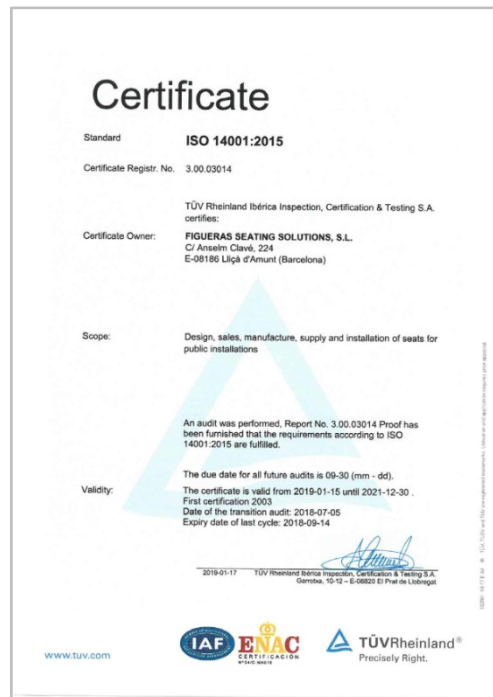 Certificate
Standard ISO 14001:2015
Certificate Registr. No. 3.00.03014
TÜV Rheinland Ibérica Inspection, Certification & Testing S.A.
certifies:
Certificate Owner: FIGUERAS SEATING SOLUTIONS, S.L.
C/ Anselm Clavé, 224
E-08186 Lliçà d'Amunt (Barcelona)
Scope: Design, sales, manufacture, supply and installation of seats for
public installations
An audit was performed, Report No. 3.00.03014 Proof has
been furnished that the requirements according to ISO
14001:2015 are fulfilled.
The due date for all future audits is 09-30 (mm - dd).
Validity: The certificate is valid from 2019-01-15 until 2021-12-30 .
First certification 2003
Date of the transition audit: 2018-07-05
Expiry date of last cycle: 2018-09-14
2019-01-17 TÜV Rheinland Ibérica Inspection, Certification & Testing S.A.
Garrotxa, 10-12 – E-08820 El Prat de Llobregat
www.tuv.com
IAF
ENAC
CERTIFICACIÓN
TÜVRheinland®
Precisely Right.